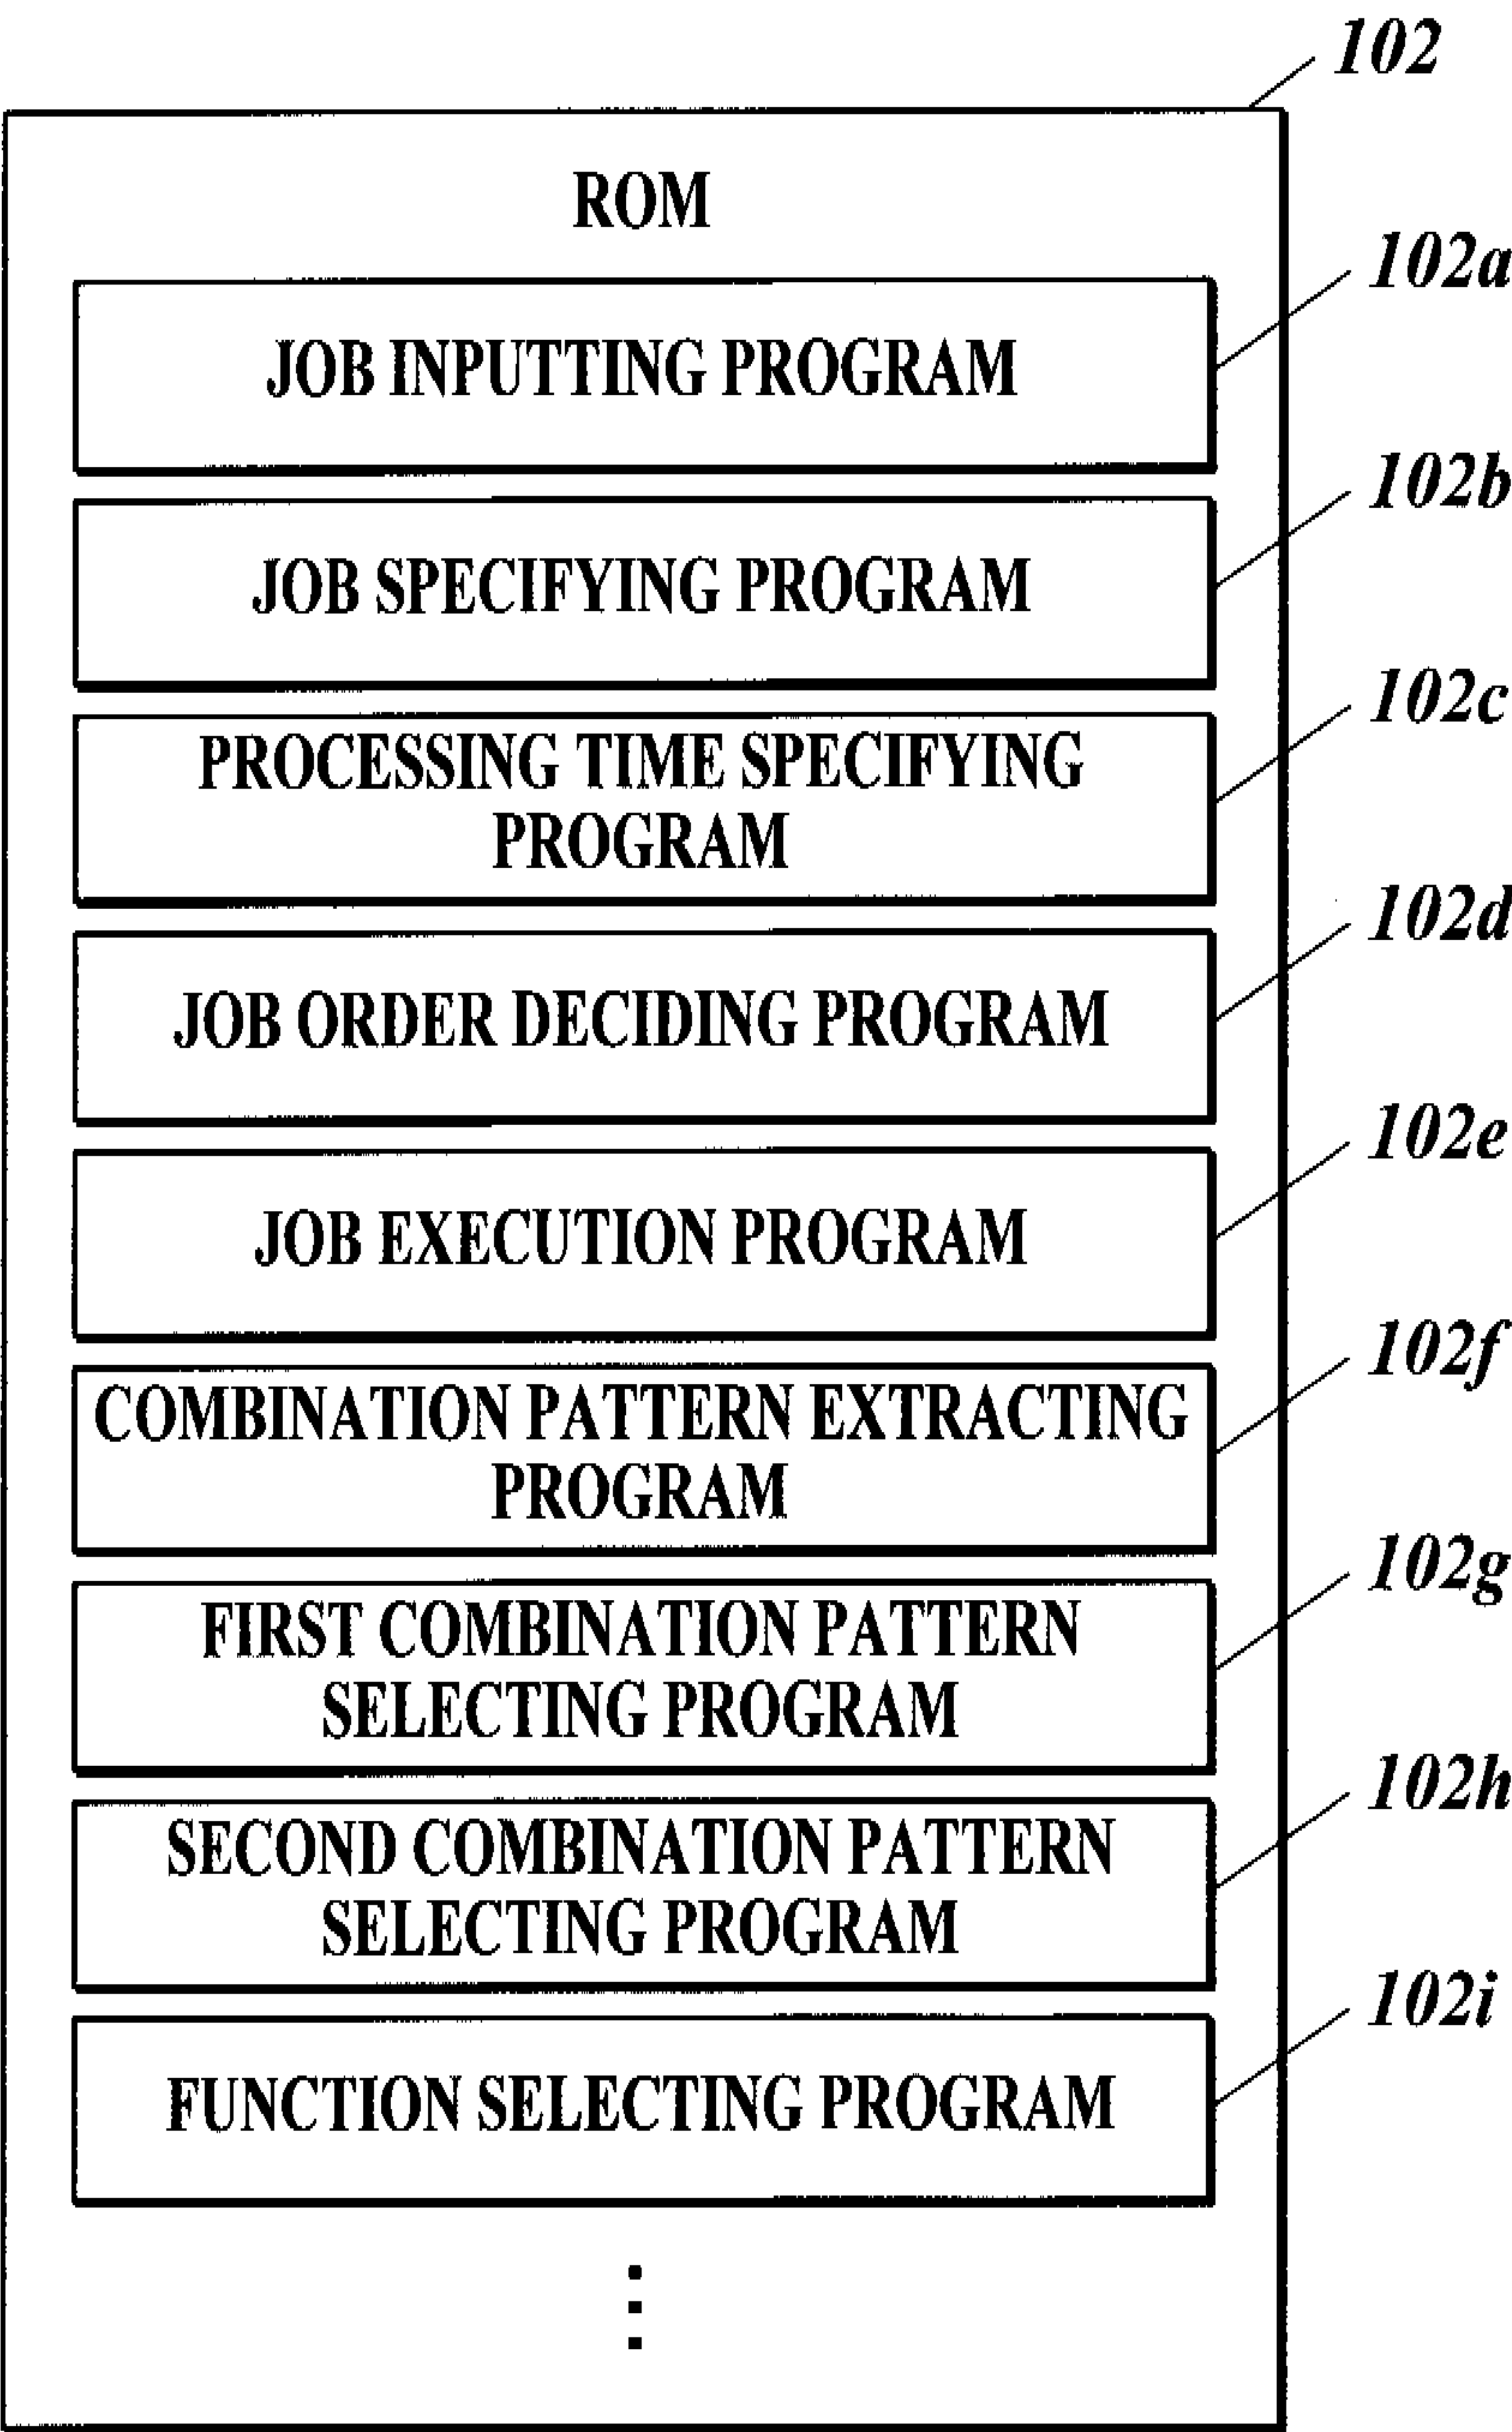 102
ROM
102a
JOB INPUTTING PROGRAM
102b
JOB SPECIFYING PROGRAM
102c
PROCESSING TIME SPECIFYING
PROGRAM
102d
JOB ORDER DECIDING PROGRAM
102e
JOB EXECUTION PROGRAM
102f
COMBINATION PATTERN EXTRACTING
PROGRAM
102g
FIRST COMBINATION PATTERN
SELECTING PROGRAM
102h
SECOND COMBINATION PATTERN
SELECTING PROGRAM
102i
FUNCTION SELECTING PROGRAM